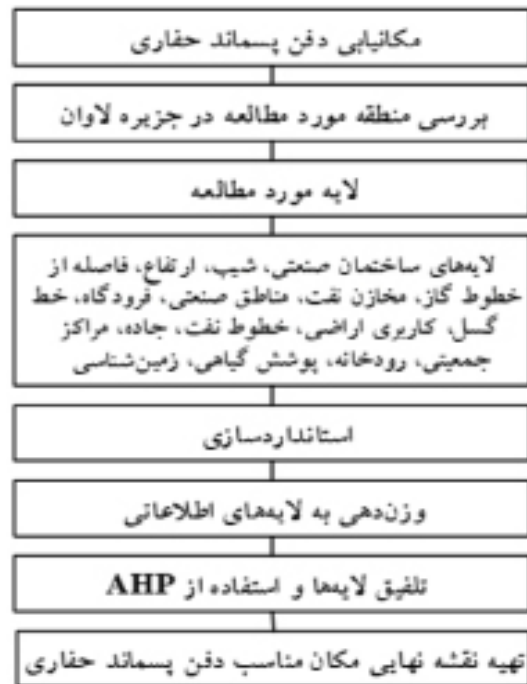 مکانیابی دفن پسماند حفاری
بررسی منطقه مورد مطالعه در جزیره لاوان
لایه مورد مطالعه
لایه‌های ساختمان صنعتی، شیب، ارتفاع، فاصله از
خطوط گاز، مخازن نفت، مناطق صنعتی، فرودگاه، خط
گسل، کاربری اراضی، خطوط نفت، جاده، مراکز
جمعیتی، رودخانه، پوشش گیاهی، زمین‌شناسی
استانداردسازی
وزن‌دهی به لایه‌های اطلاعاتی
تلفیق لایه‌ها و استفاده از AHP
تهیه نقشه نهایی مکان مناسب دفن پسماند حفاری